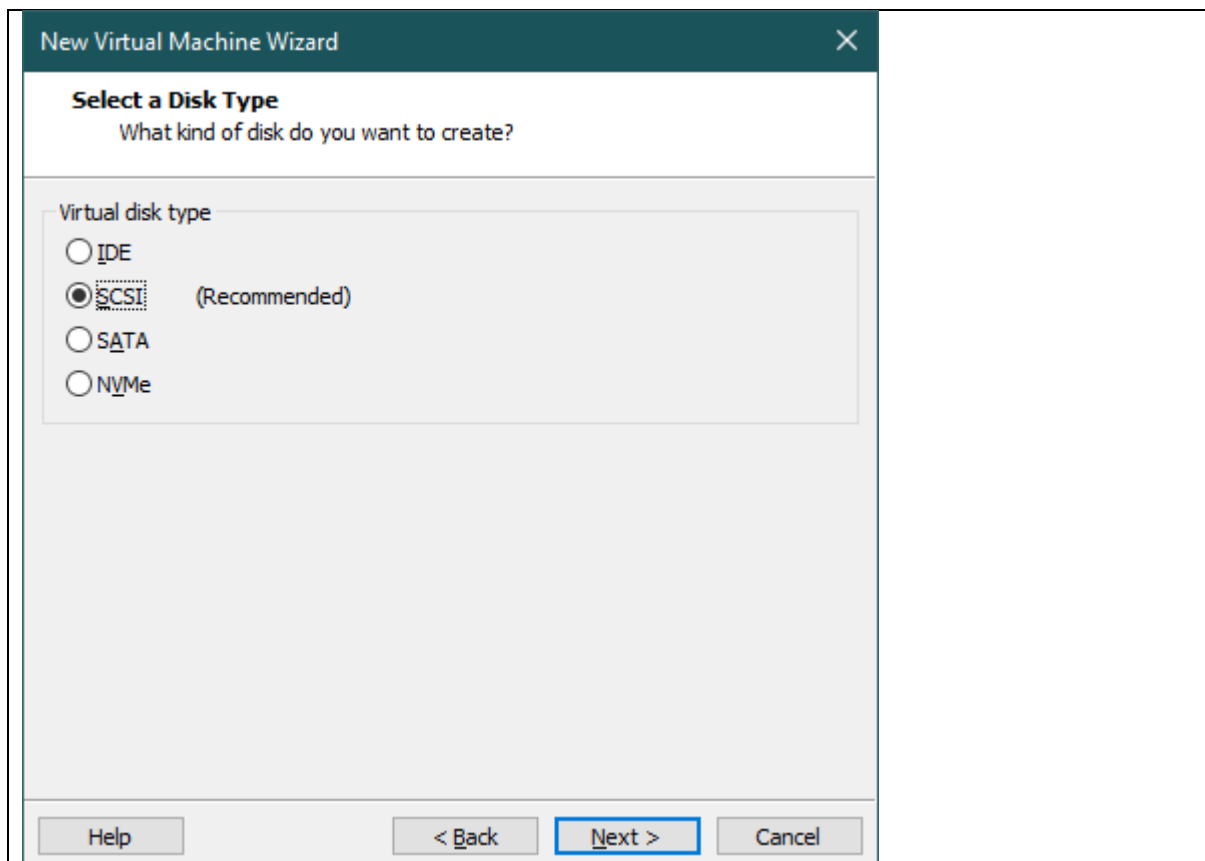 New Virtual Machine Wizard
Select a Disk Type
What kind of disk do you want to create?
Virtual disk type
IDE
SCSI (Recommended)
SATA
NVMe
Help < Back Next > Cancel